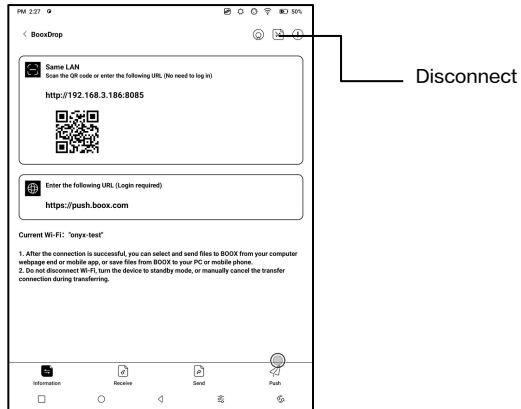 PM 2:27
50%
BooxDrop
Disconnect
Same LAN
Scan the QR code or enter the following URL (No need to log in)
http://192.168.3.186:8085
Enter the following URL (Login required)
https://push.boox.com
Current Wi-Fi: "onyx-test"
1. After the connection is successful, you can select and send files to BOOX from your computer
webpage end or mobile app, or save files from BOOX to your PC or mobile phone.
2. Do not disconnect Wi-Fi, turn the device to standby mode, or manually cancel the transfer
connection during transferring.
Information
Receive
Send
Push